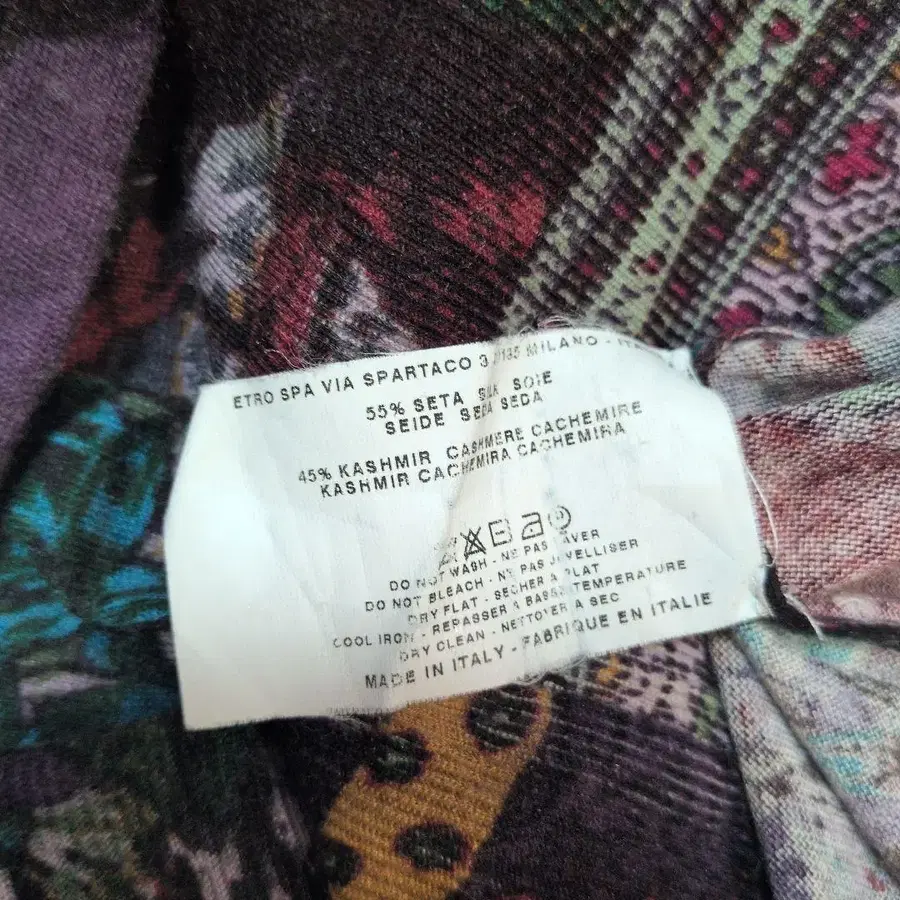 ETRO SPA VIA SPARTACO 3 MILANO -
55% SETA SILK SOIE
SEIDE SEDA SEDA
45% KASHMIR CASHMERE CACHEMIRE
KASHMIR CACHEMIRA CACHEMIRA
DO NOT WASH - NE PAS LAVER
DO NOT BLEACH - NE PAS JAVELLISER
DRY FLAT - SECHER A PLAT
COOL IRON - REPASSER A BASSE TEMPERATURE
DRY CLEAN - NETTOYER A SEC
MADE IN ITALY - FABRIQUE EN ITALIE